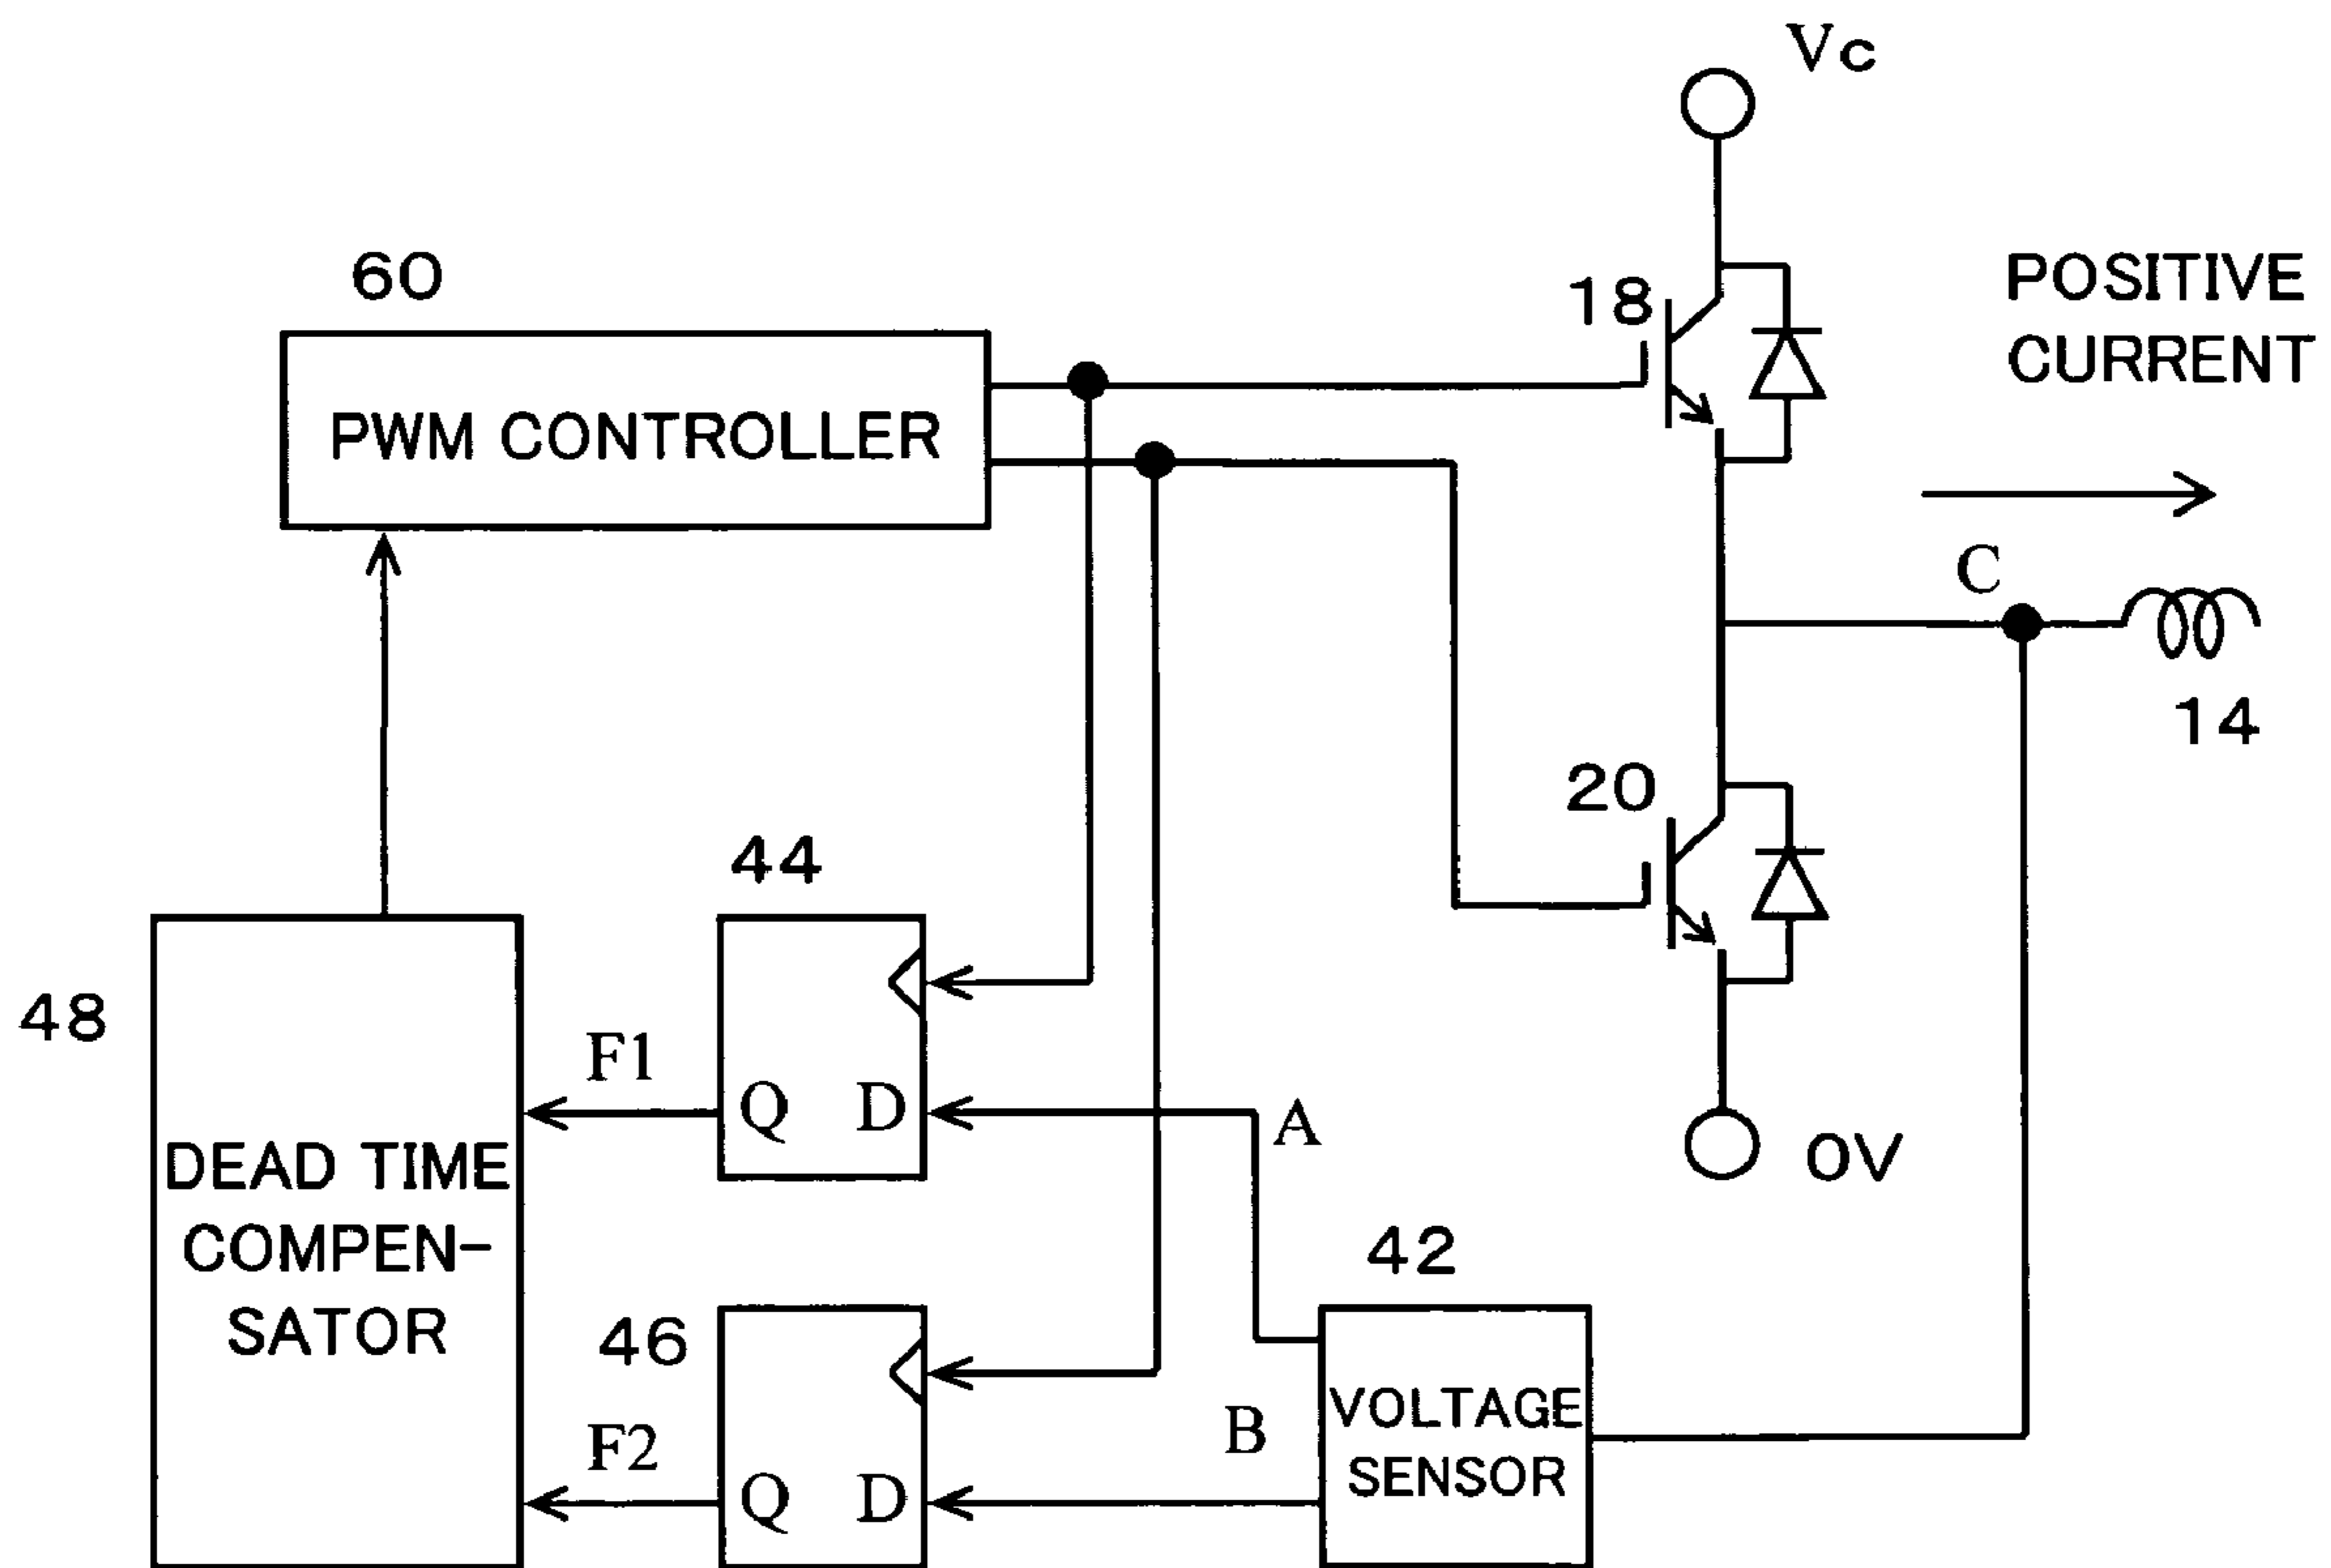 Vc
60
18
POSITIVE
CURRENT
PWM CONTROLLER
C
14
20
44
48
F1
Q D
A
0V
DEAD TIME
COMPEN-
SATOR
42
46
B
VOLTAGE
SENSOR
F2
Q D